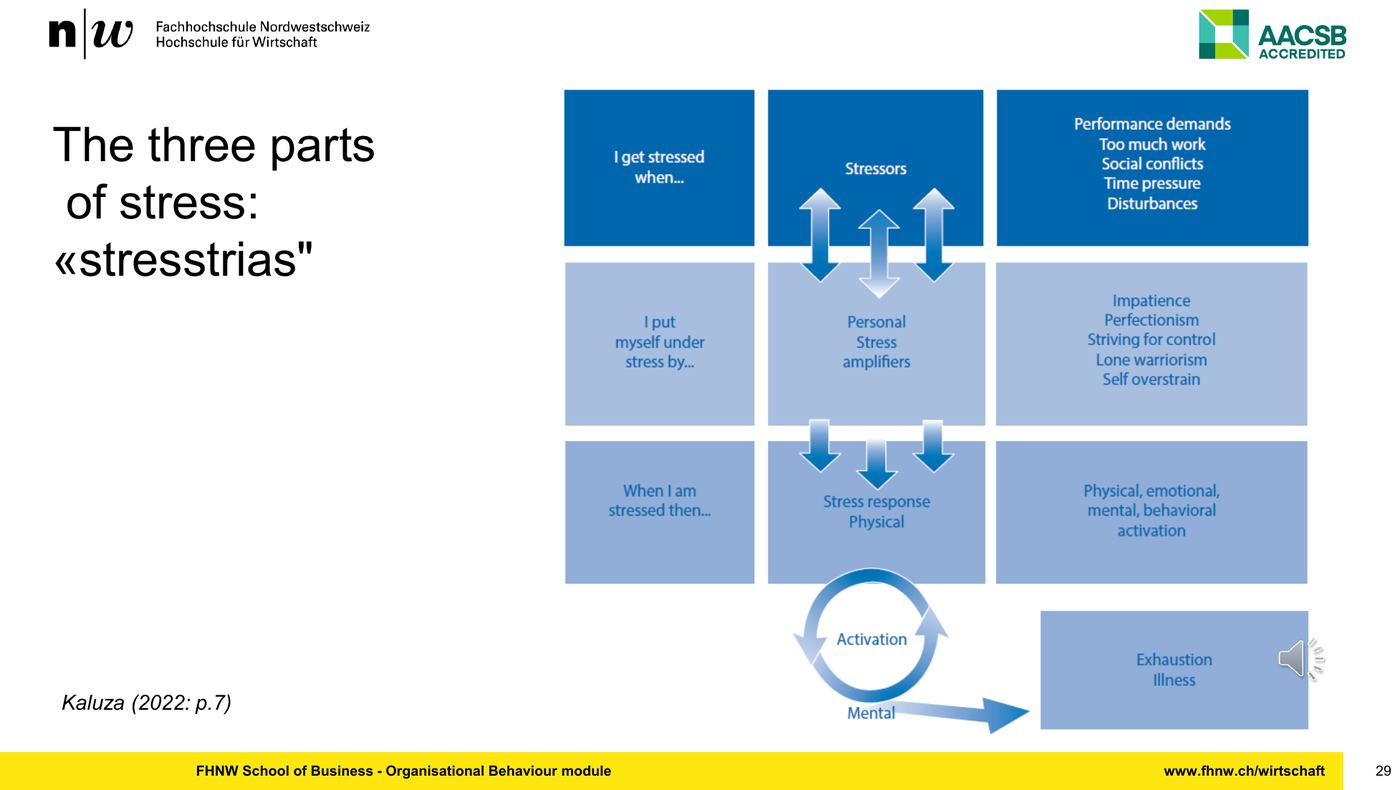 n|w Fachhochschule Nordwestschweiz
Hochschule für Wirtschaft
AACSB
ACCREDITED
The three parts
of stress:
«stresstrias"
I get stressed
when...
Stressors
Performance demands
Too much work
Social conflicts
Time pressure
Disturbances
I put
myself under
stress by...
Personal
Stress
amplifiers
Impatience
Perfectionism
Striving for control
Lone warriorism
Self overstrain
When I am
stressed then...
Stress response
Physical
Physical, emotional,
mental, behavioral
activation
Activation
Mental
Exhaustion
Illness
Kaluza (2022: p.7)
FHNW School of Business - Organisational Behaviour module
www.fhnw.ch/wirtschaft
29